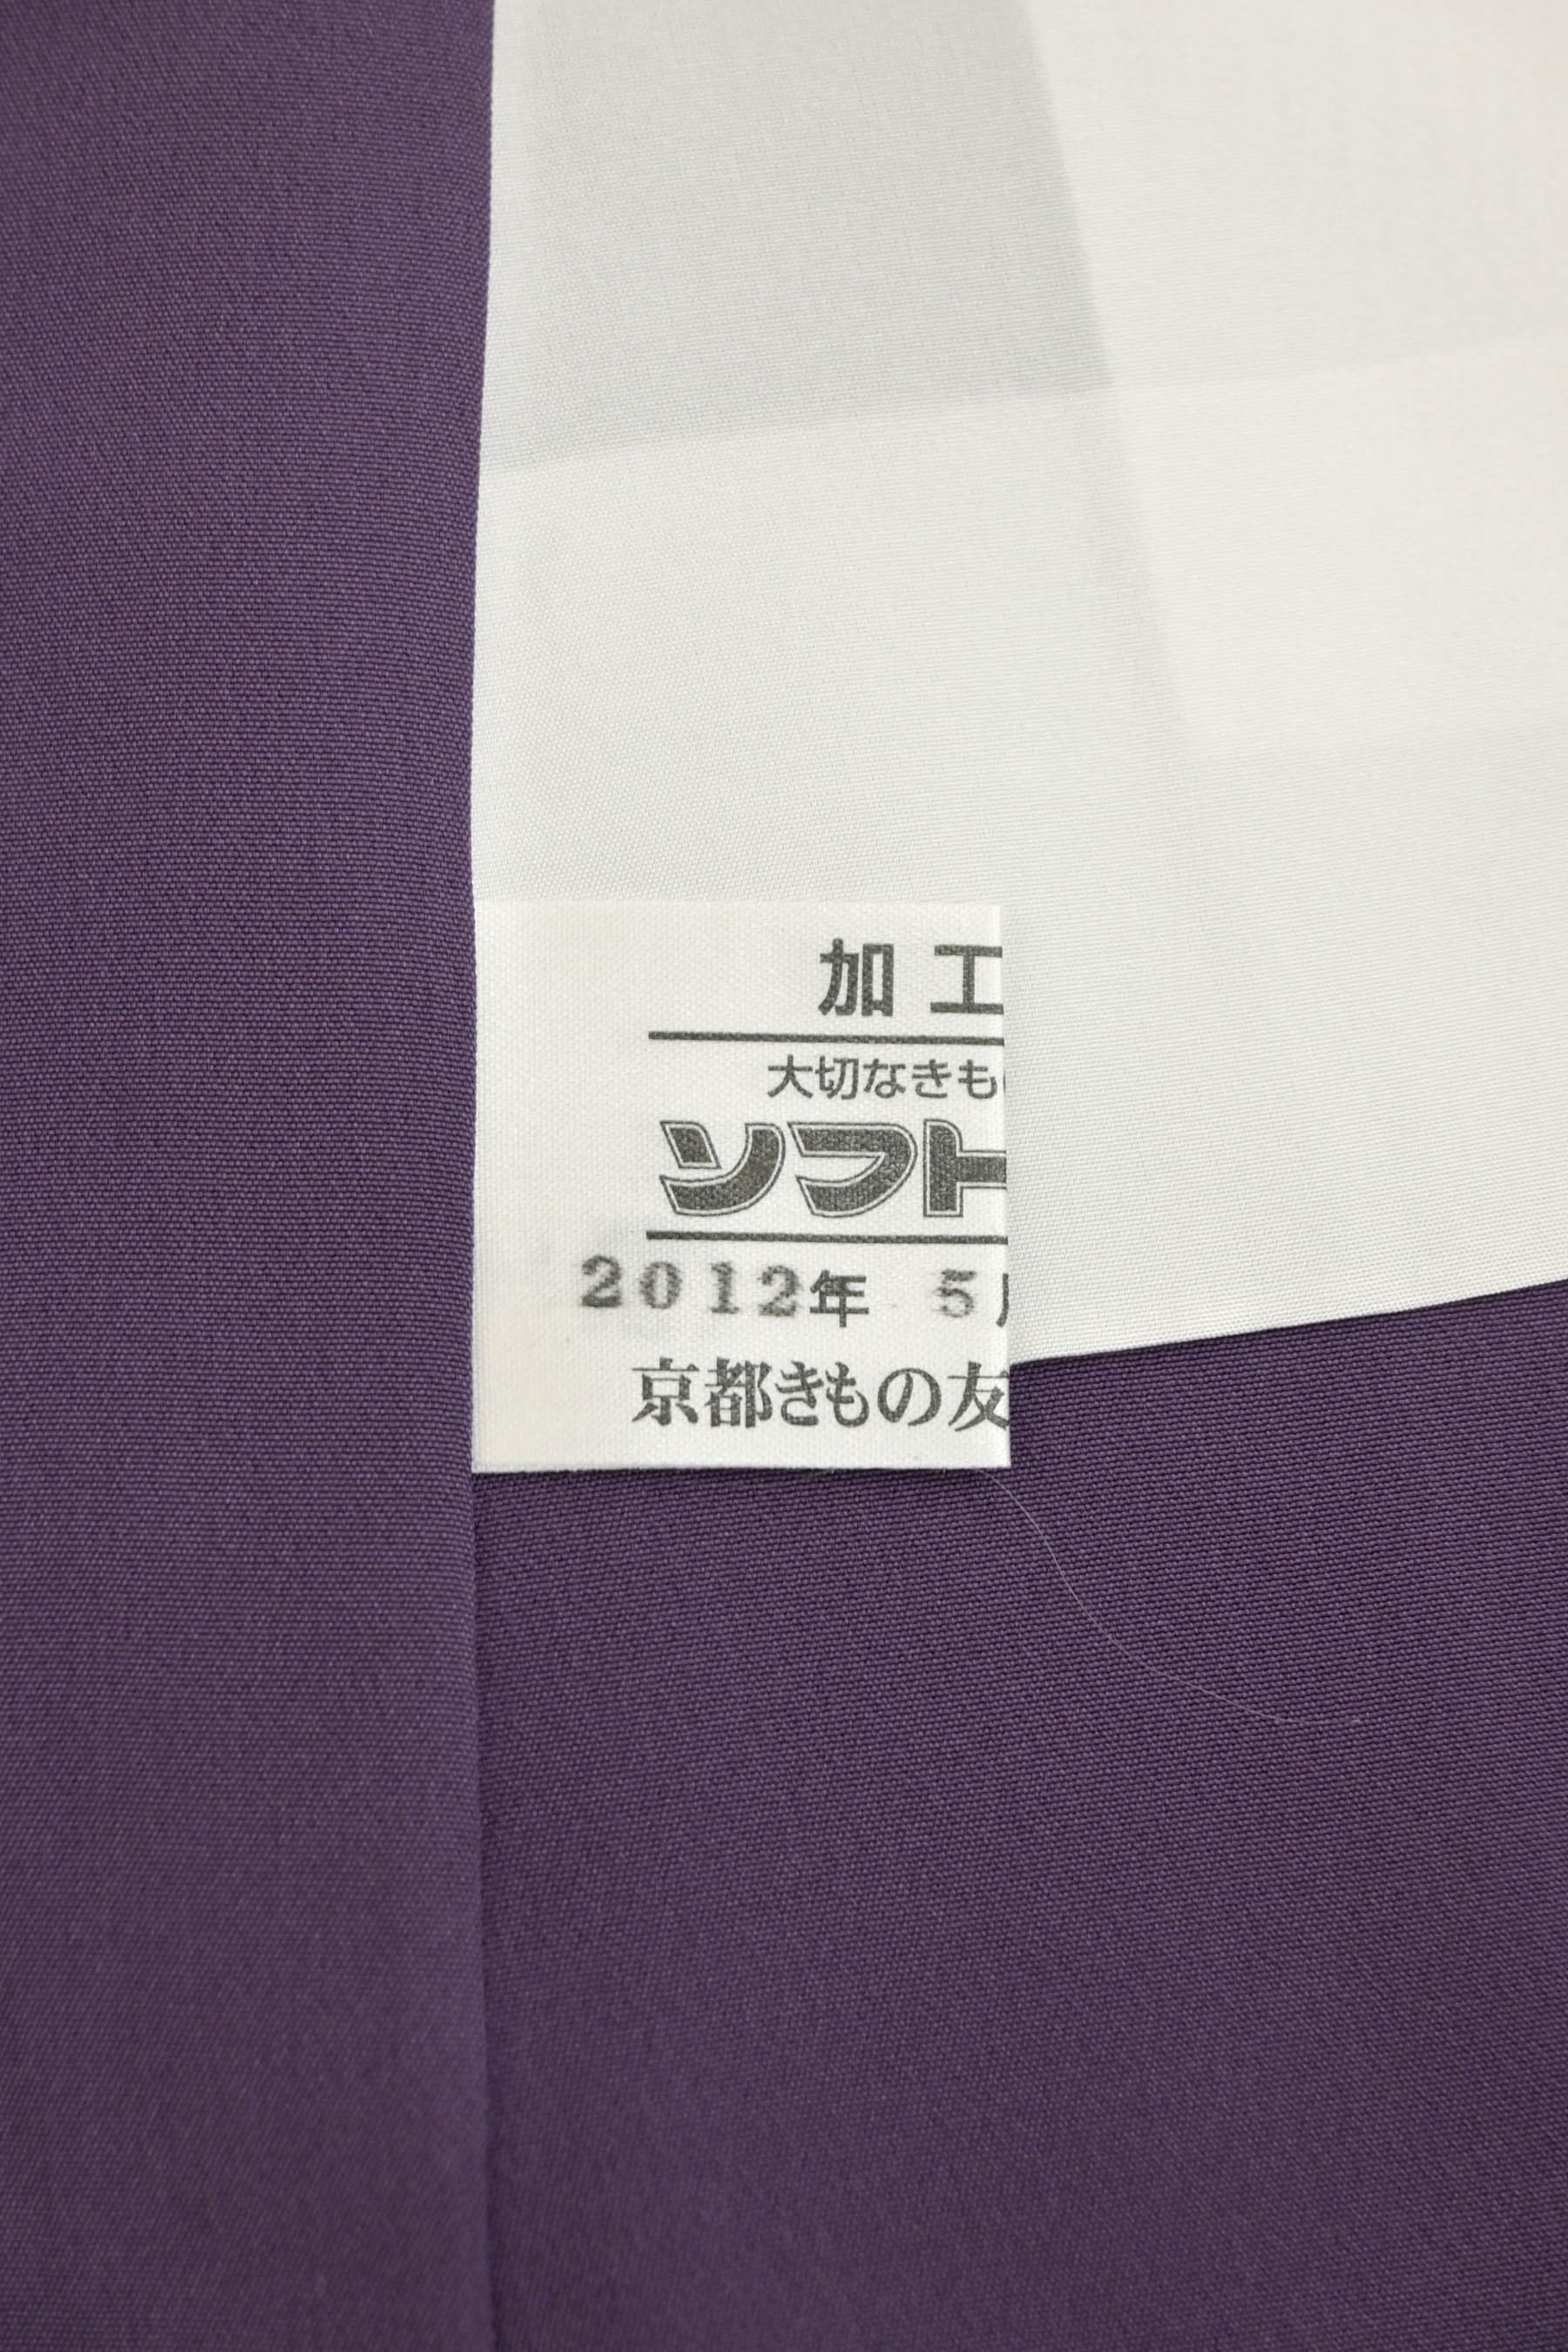 加工
大切なきも
ソフト
2012年 5
京都きもの友